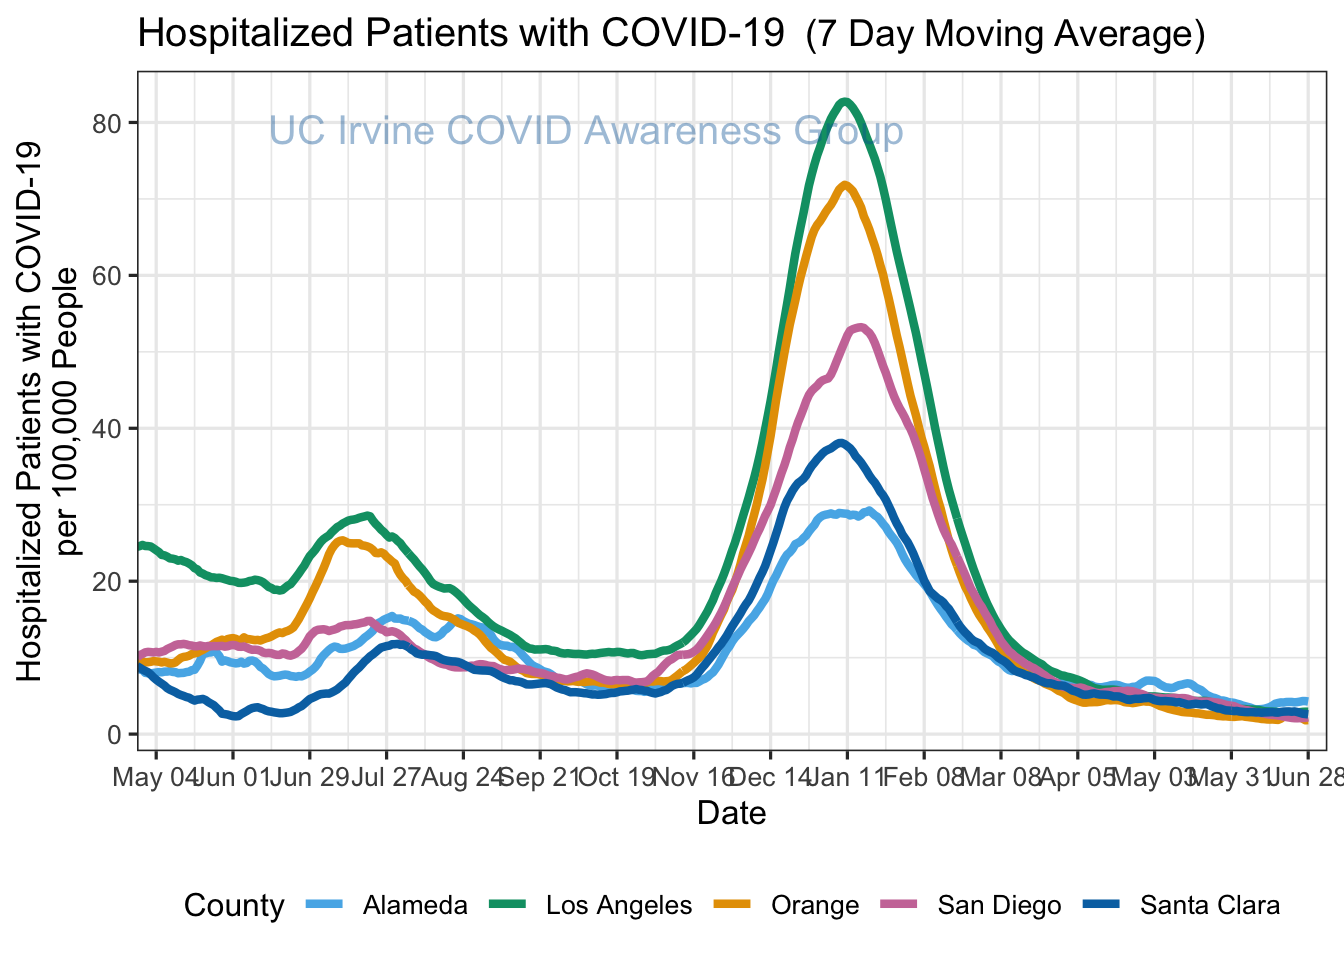 Hospitalized Patients with COVID-19 (7 Day Moving Average)
UC Irvine COVID Awareness Group
Hospitalized Patients with COVID-19
per 100,000 People
80
60
40
20
0
May 04 Jun 01 Jun 29 Jul 27 Aug 24 Sep 21 Oct 19 Nov 16 Dec 14 Jan 11 Feb 08 Mar 08 Apr 05 May 03 May 31 Jun 28
Date
County Alameda Los Angeles Orange San Diego Santa Clara